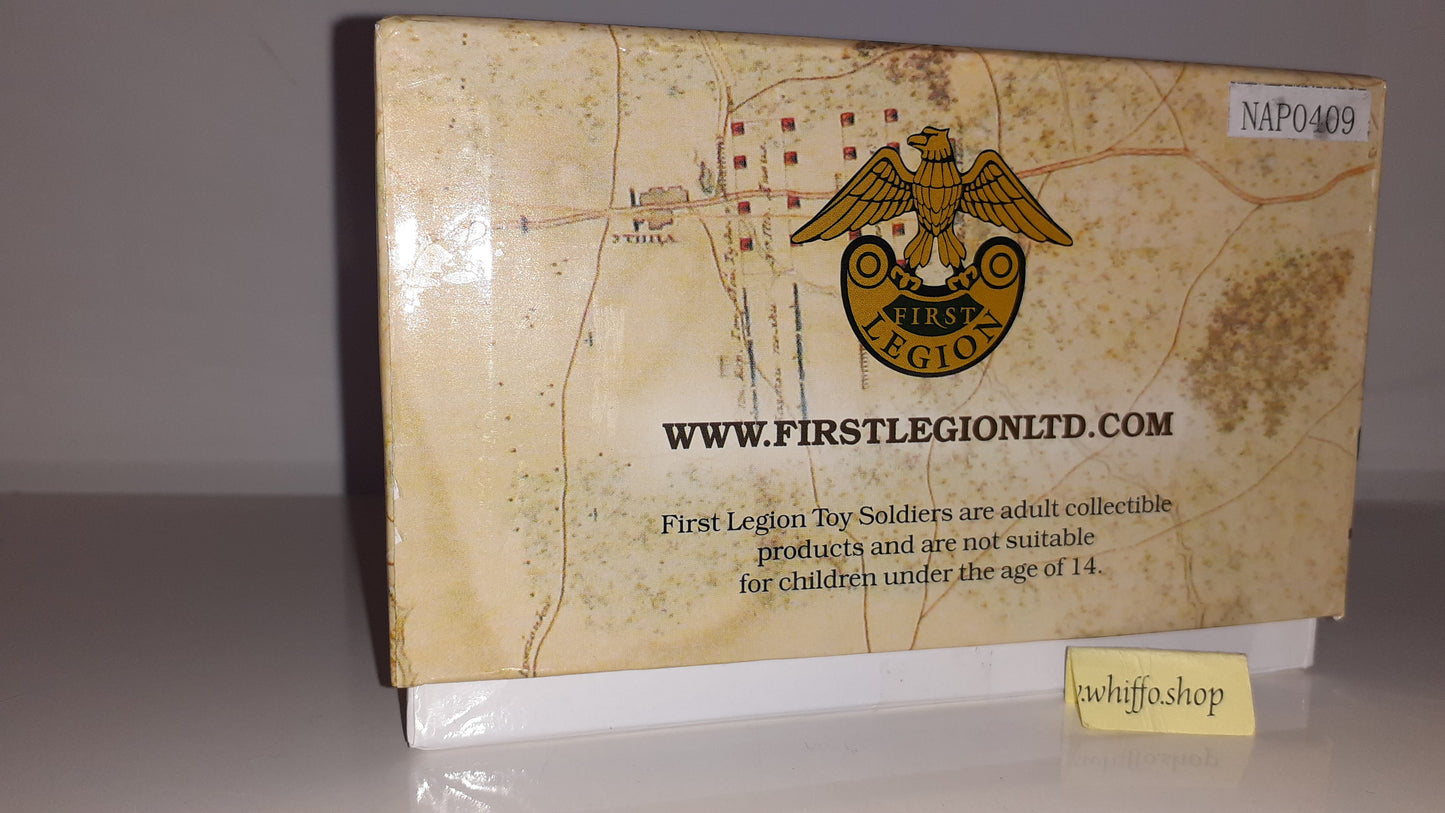 NAP0409
FIRST
LEGION
WWW.FIRSTLEGIONLTD.COM
First Legion Toy Soldiers are adult collectible
products and are not suitable
for children under the age of 14.
.whiffo.shop